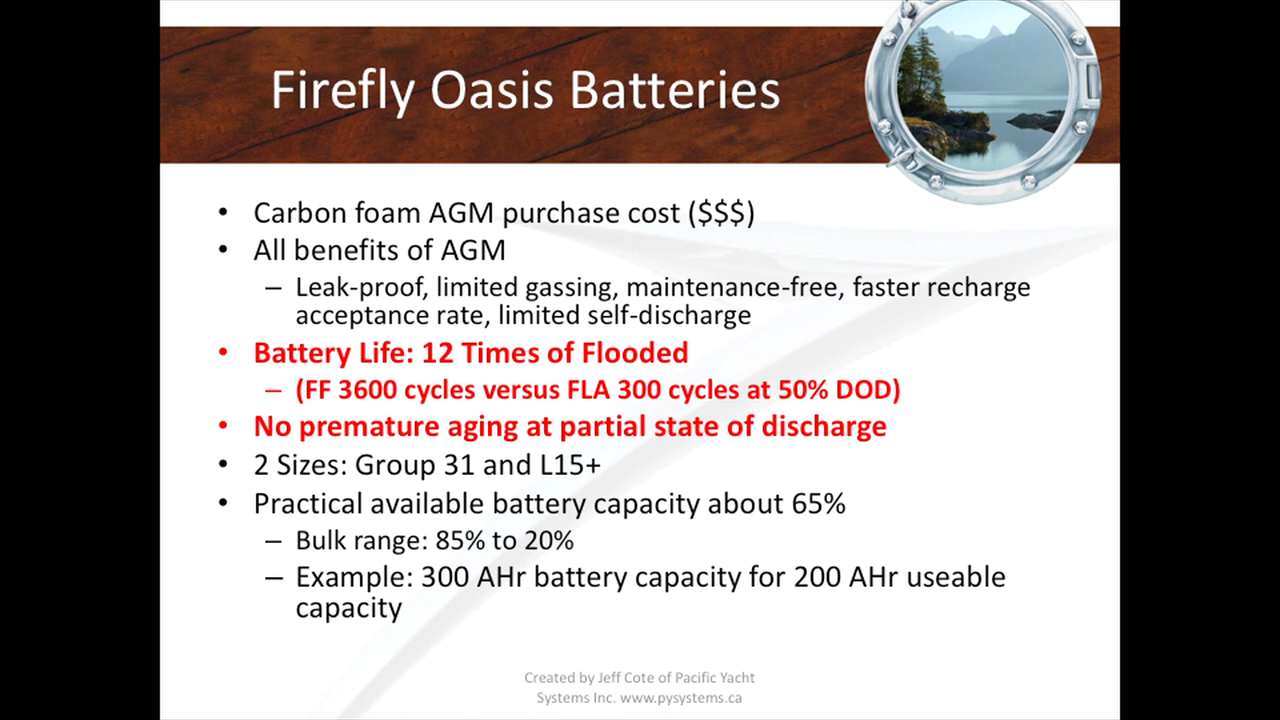 Firefly Oasis Batteries
• Carbon foam AGM purchase cost ($$$)
• All benefits of AGM
– Leak-proof, limited gassing, maintenance-free, faster recharge
acceptance rate, limited self-discharge
• Battery Life: 12 Times of Flooded
– (FF 3600 cycles versus FLA 300 cycles at 50% DOD)
• No premature aging at partial state of discharge
• 2 Sizes: Group 31 and L15+
• Practical available battery capacity about 65%
– Bulk range: 85% to 20%
– Example: 300 AHr battery capacity for 200 AHr useable
capacity
Created by Jeff Cote of Pacific Yacht
Systems Inc. www.pysystems.ca